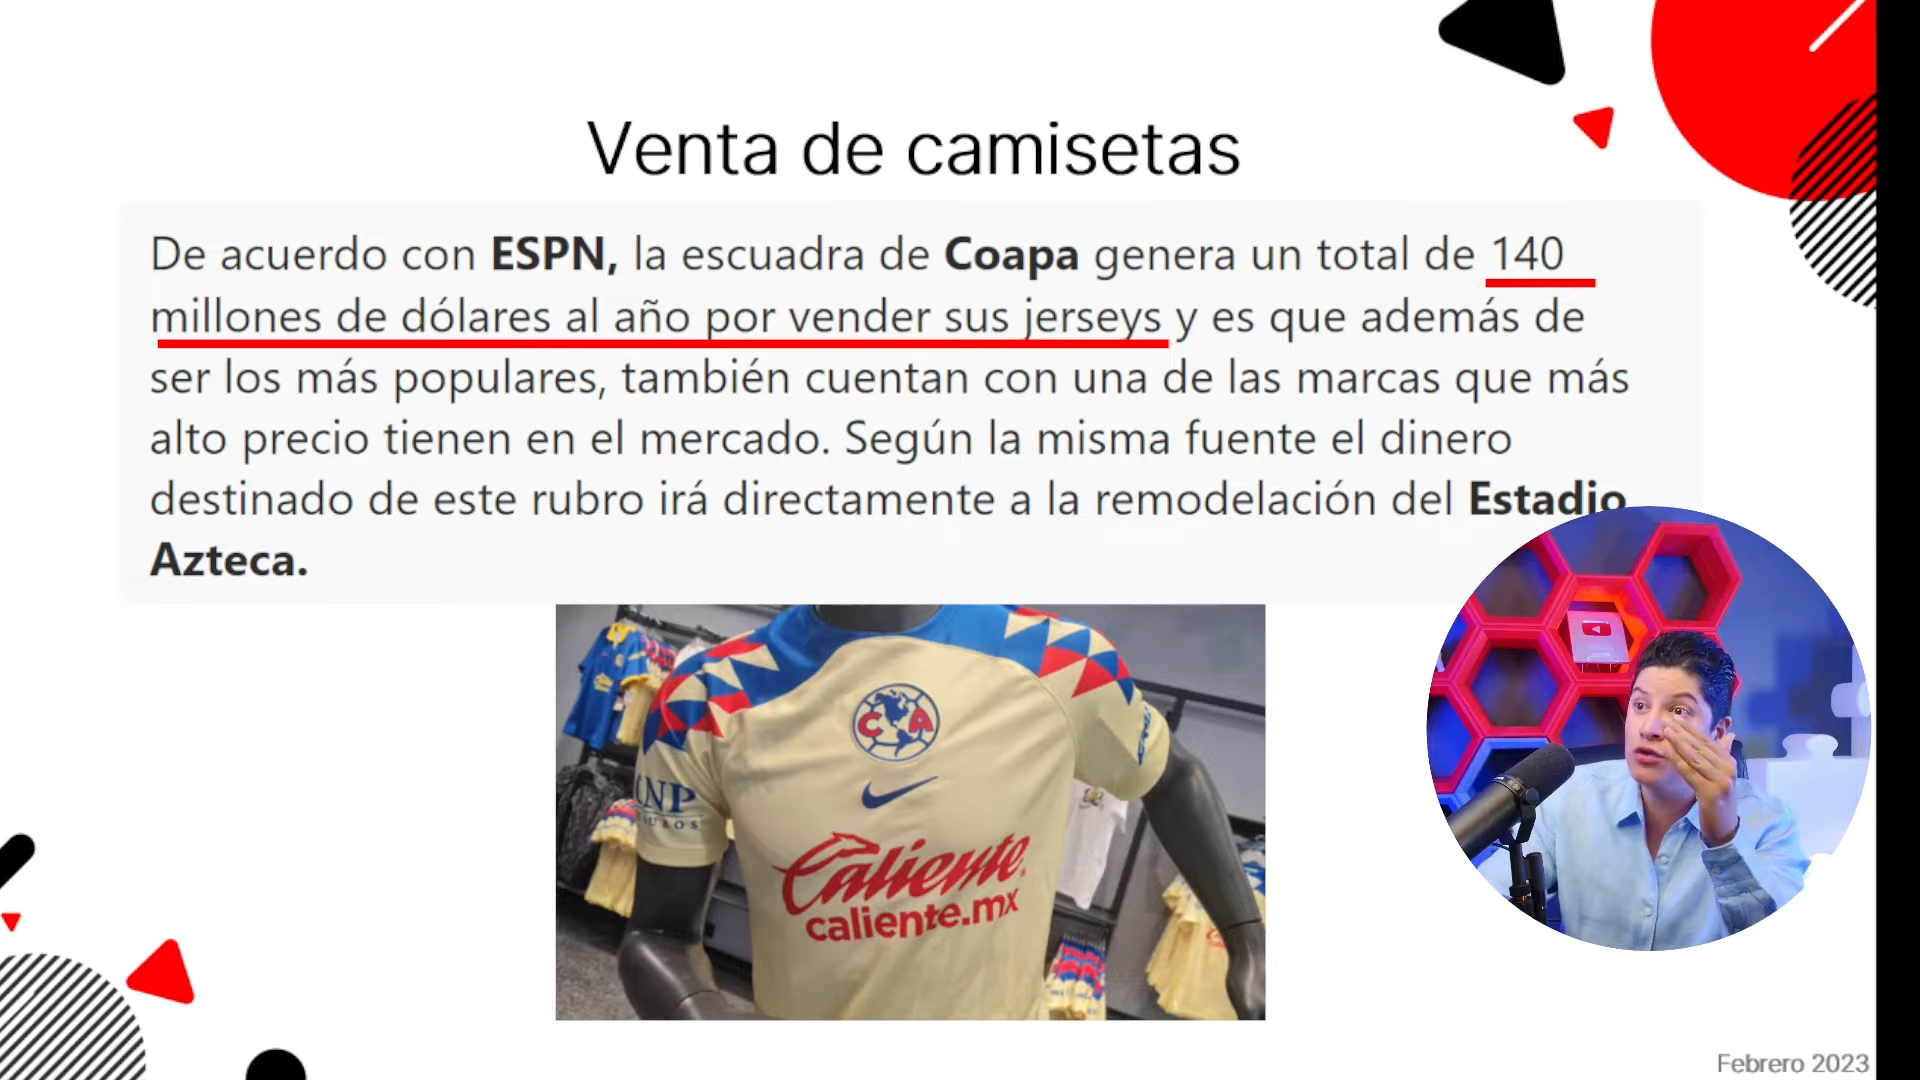 Venta de camisetas
De acuerdo con ESPN, la escuadra de Coapa genera un total de 140
millones de dólares al año por vender sus jerseys y es que además de
ser los más populares, también cuentan con una de las marcas que más
alto precio tienen en el mercado. Según la misma fuente el dinero
destinado de este rubro irá directamente a la remodelación del Estadio
Azteca.
C A
Caliente
caliente.mx
Febrero 2023